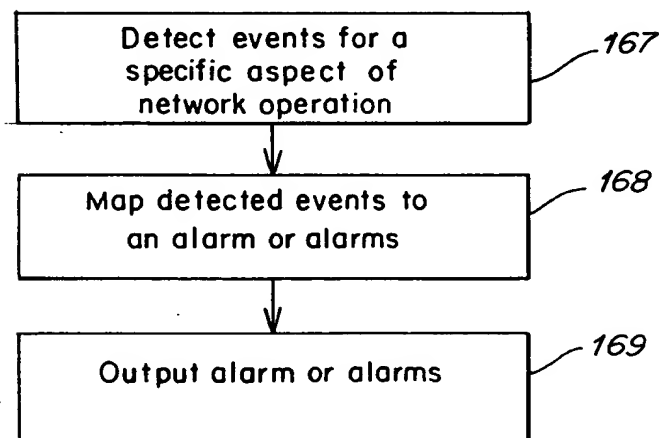 Detect events for a
specific aspect of
network operation
167
Map detected events to
an alarm or alarms
168
Output alarm or alarms
169